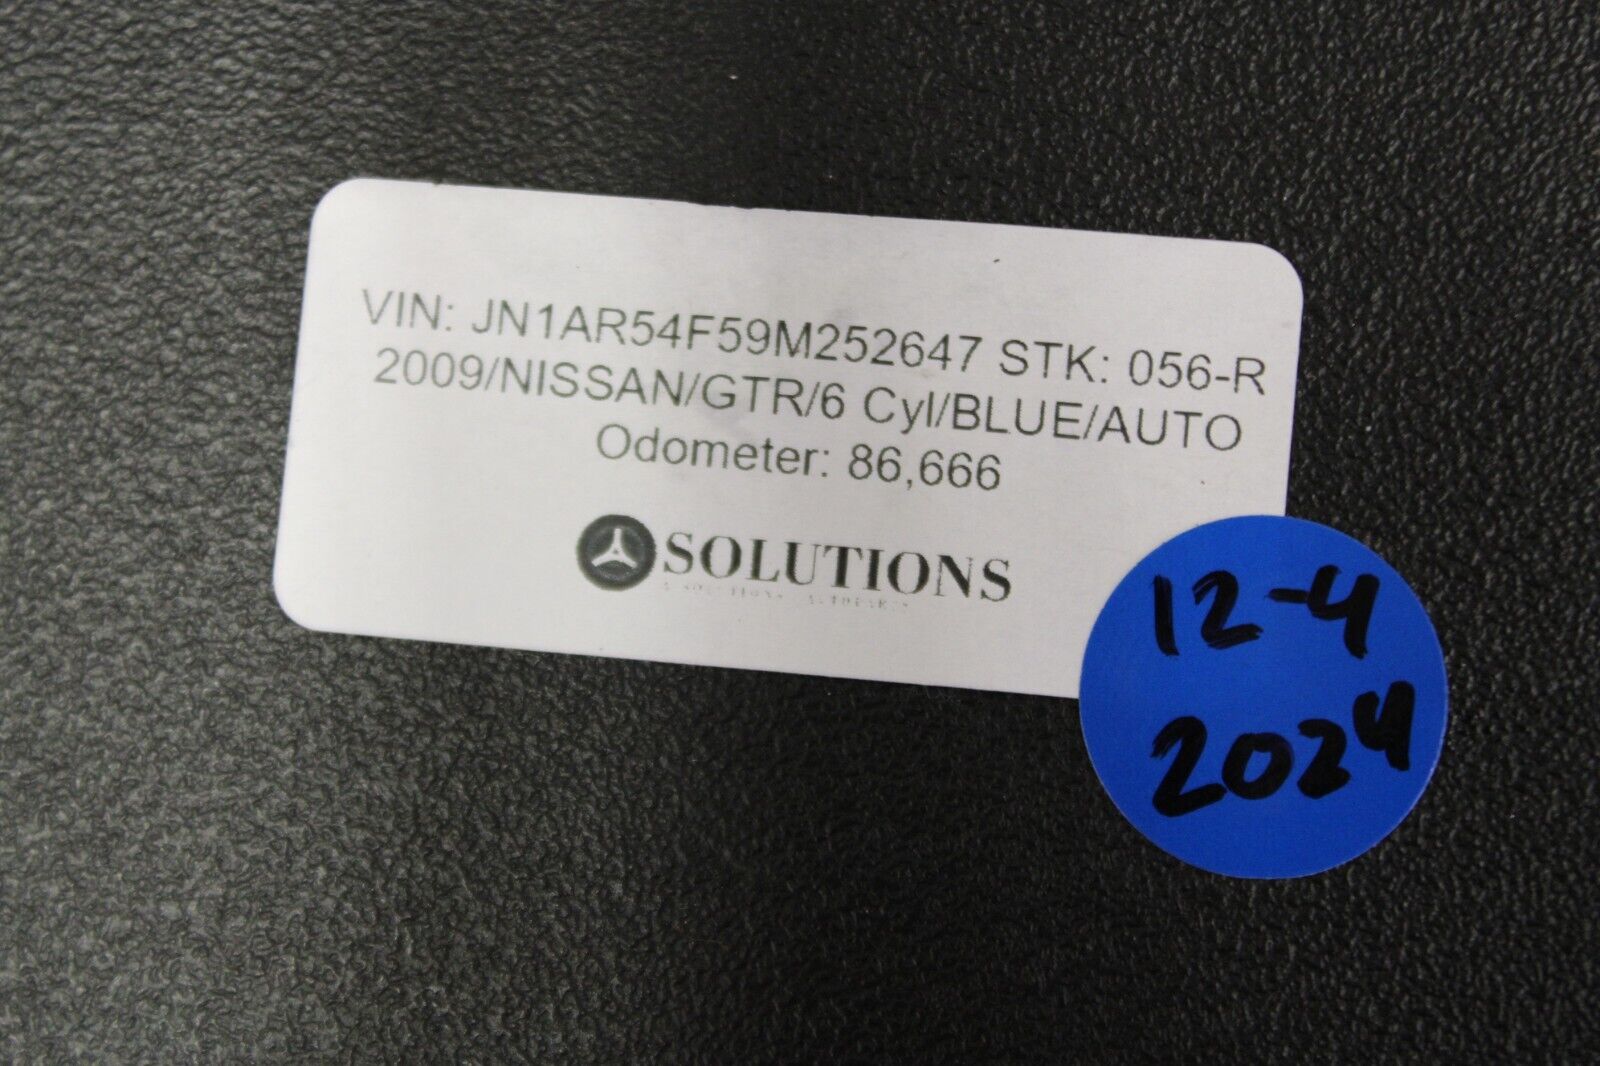 VIN: JN1AR54F59M252647 STK: 056-R
2009/NISSAN/GTR/6 Cyl/BLUE/AUTO
Odometer: 86,666
SOLUTIONS
12-4
2024